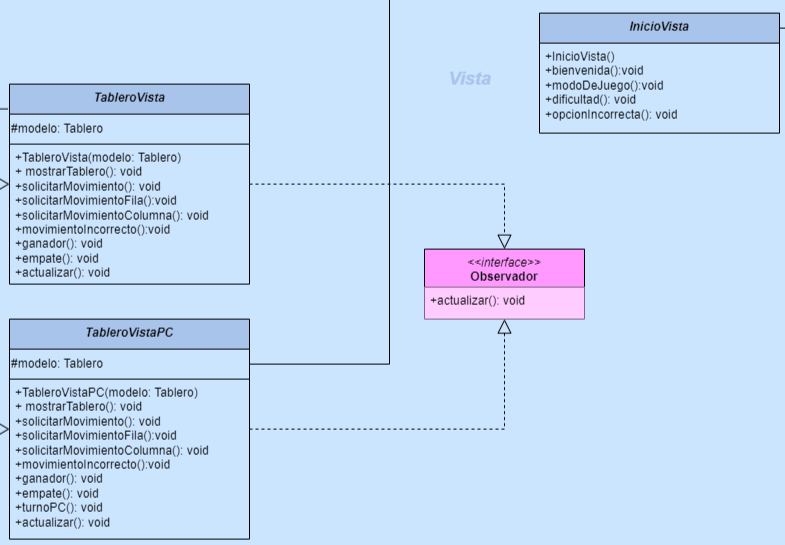 InicioVista
+InicioVista()
+bienvenida():void
+modoDeJuego():void
+dificultad(): void
+opcionIncorrecta(): void
Vista
TableroVista
#modelo: Tablero
+TableroVista(modelo: Tablero)
+ mostrarTablero(): void
+solicitarMovimiento(): void
+solicitarMovimientoFila():void
+solicitarMovimientoColumna(): void
+movimientoIncorrecto():void
+ganador(): void
+empate(): void
+actualizar(): void
<<interface>>
Observador
+actualizar(): void
TableroVistaPC
#modelo: Tablero
+TableroVistaPC(modelo: Tablero)
+ mostrarTablero(): void
+solicitarMovimiento(): void
+solicitarMovimientoFila():void
+solicitarMovimientoColumna(): void
+movimientoIncorrecto():void
+ganador(): void
+empate(): void
+turnoPC(): void
+actualizar(): void